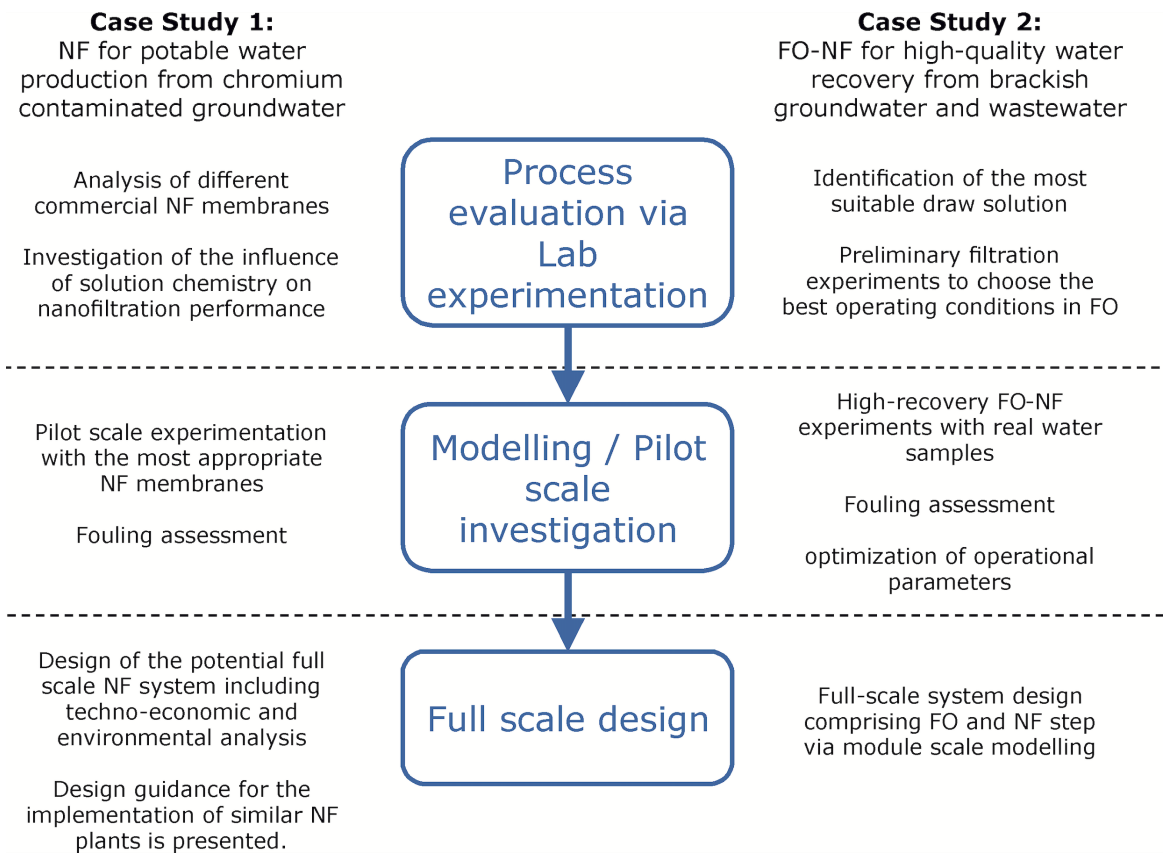 Case Study 1:
NF for potable water
production from chromium
contaminated groundwater
Case Study 2:
FO-NF for high-quality water
recovery from brackish
groundwater and wastewater
Analysis of different
commercial NF membranes
Investigation of the influence
of solution chemistry on
nanofiltration performance
Process
evaluation via
Lab
experimentation
Identification of the most
suitable draw solution
Preliminary filtration
experiments to choose the
best operating conditions in FO
Pilot scale experimentation
with the most appropriate
NF membranes
Fouling assessment
Modelling / Pilot
scale
investigation
High-recovery FO-NF
experiments with real water
samples
Fouling assessment
optimization of operational
parameters
Design of the potential full
scale NF system including
techno-economic and
environmental analysis
Design guidance for the
implementation of similar NF
plants is presented.
Full scale design
Full-scale system design
comprising FO and NF step
via module scale modelling